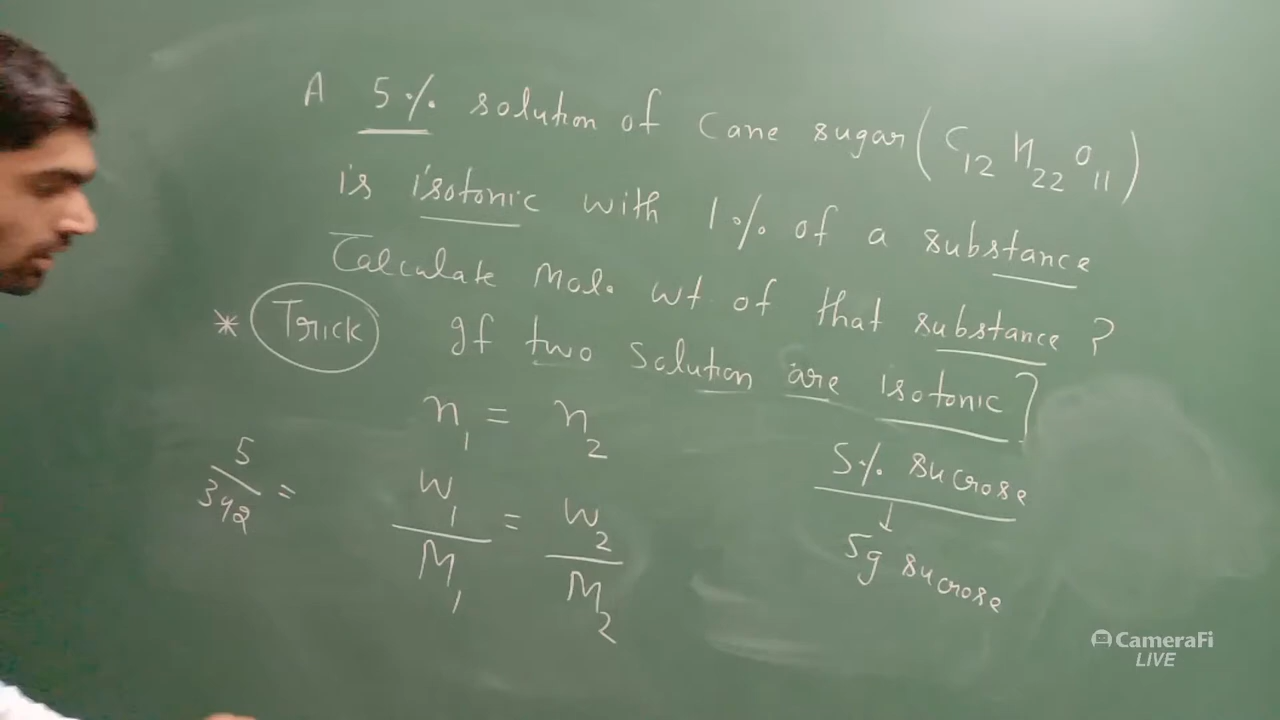 A 5% solution of Cane sugar (C12 H22 O11)
is isotonic with 1% of a substance
Calculate Mol. wt. of that substance ?
* Trick If two solution are isotonic
n1 = n2
5/342 =
W1/M1 = W2/M2
5% sucrose
↓
5g sucrose
CameraFi
LIVE